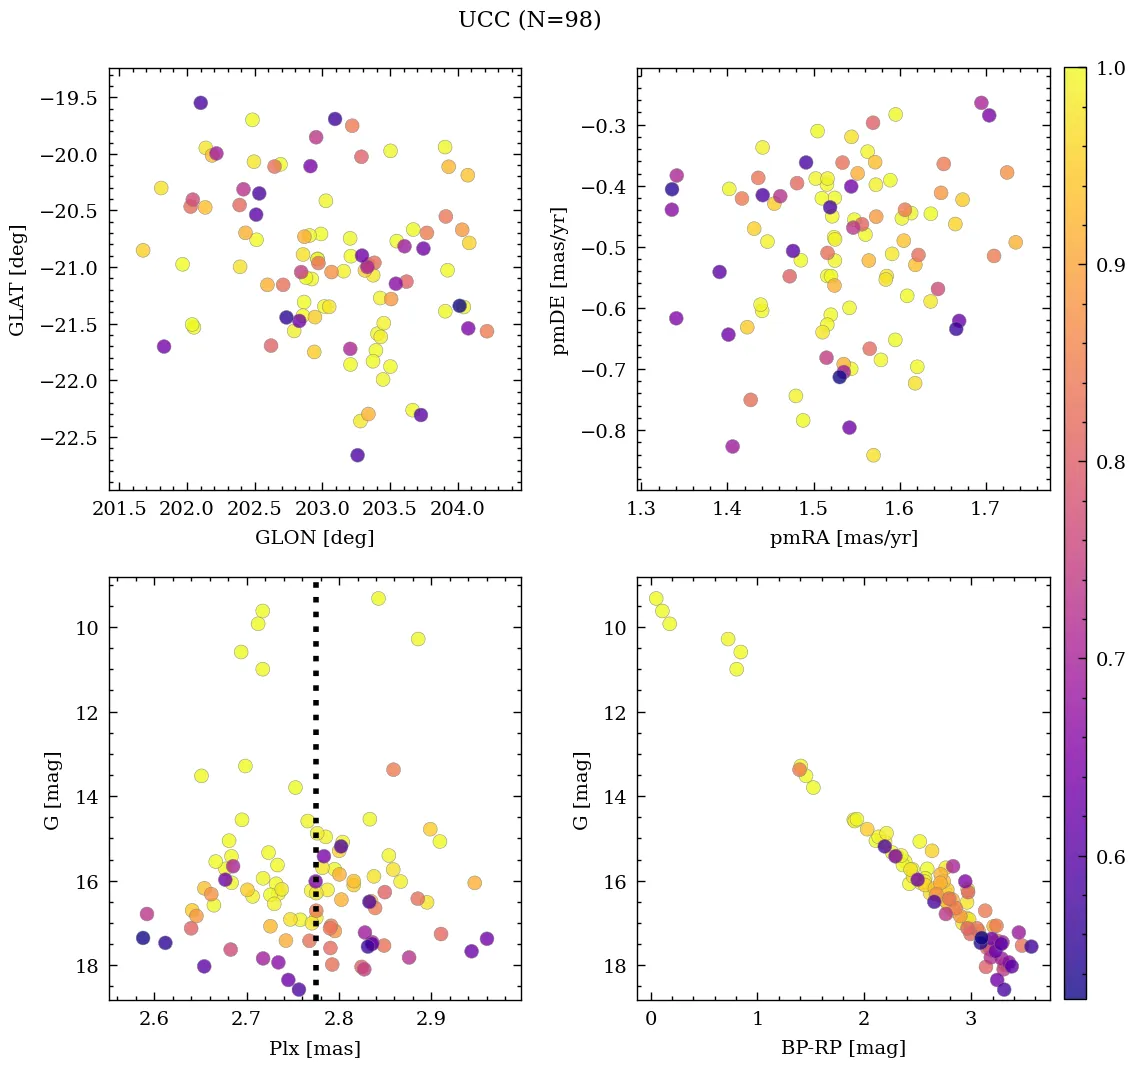 UCC (N=98)
−19.5
−20.0
−20.5
−21.0
−21.5
−22.0
−22.5
GLAT [deg]
201.5 202.0 202.5 203.0 203.5 204.0
GLON [deg]
−0.3
−0.4
−0.5
−0.6
−0.7
−0.8
pmDE [mas/yr]
1.3 1.4 1.5 1.6 1.7
pmRA [mas/yr]
1.0
0.9
0.8
0.7
0.6
10
12
14
16
18
G [mag]
2.6 2.7 2.8 2.9
Plx [mas]
10
12
14
16
18
G [mag]
0 1 2 3
BP-RP [mag]